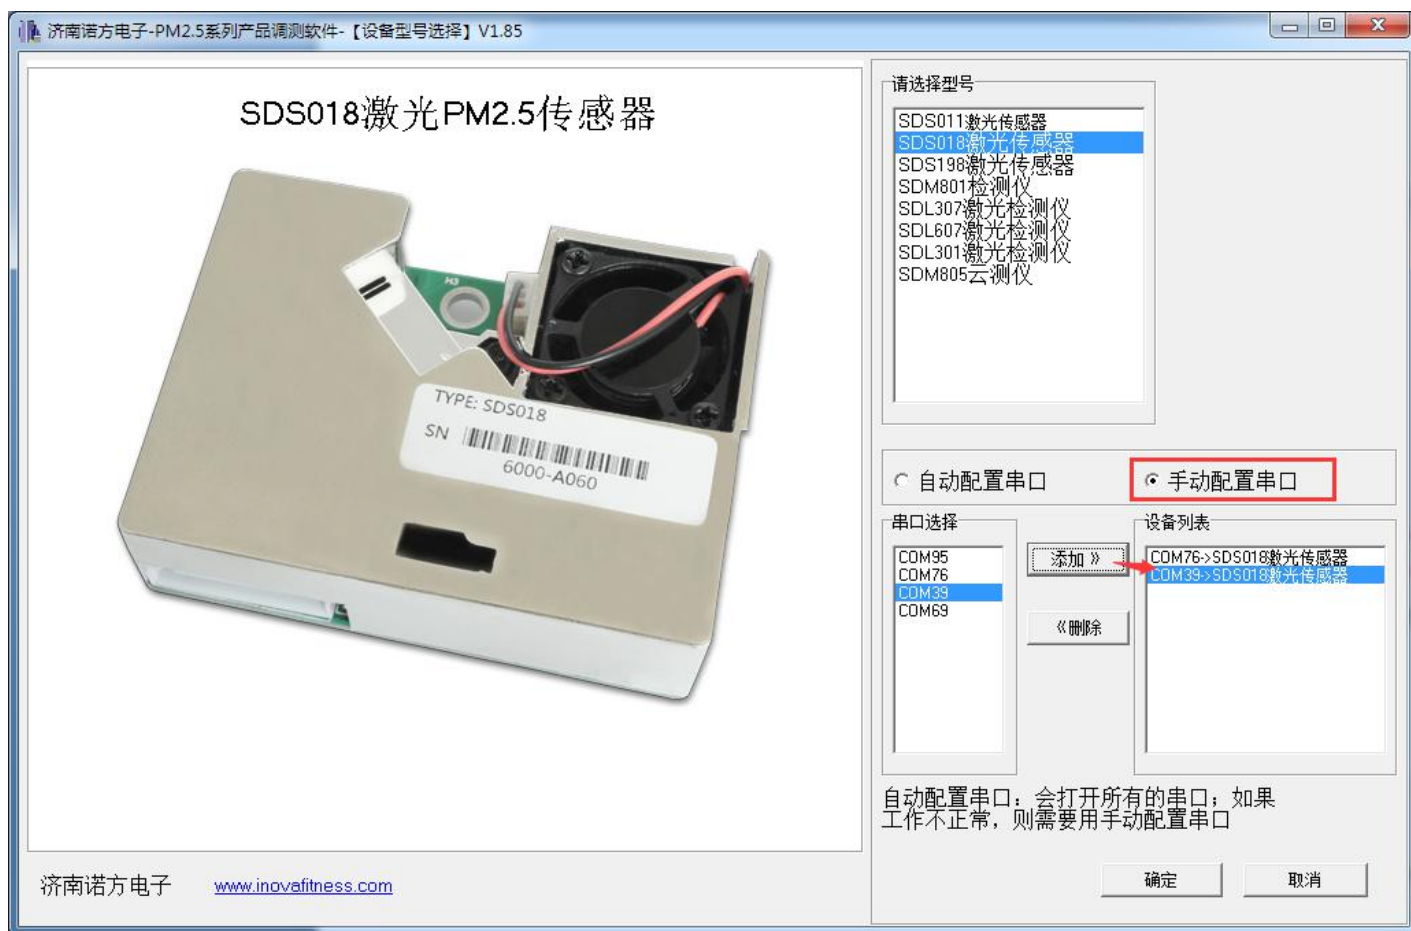 济南诺方电子-PM2.5系列产品调测软件-【设备型号选择】V1.85
SDS018激光PM2.5传感器
H3
TYPE: SDS018
SN
6000-A060
济南诺方电子
www.inovafitness.com
请选择型号
SDS011激光传感器
SDS018激光传感器
SDS198激光传感器
SDM801检测仪
SDL307激光检测仪
SDL607激光检测仪
SDL301激光检测仪
SDM805云测仪
自动配置串口
手动配置串口
串口选择
COM95
COM76
COM39
COM69
添加》
《删除
设备列表
COM76->SDS018激光传感器
COM39->SDS018激光传感器
自动配置串口：会打开所有的串口；如果
工作不正常，则需要用手动配置串口
确定
取消